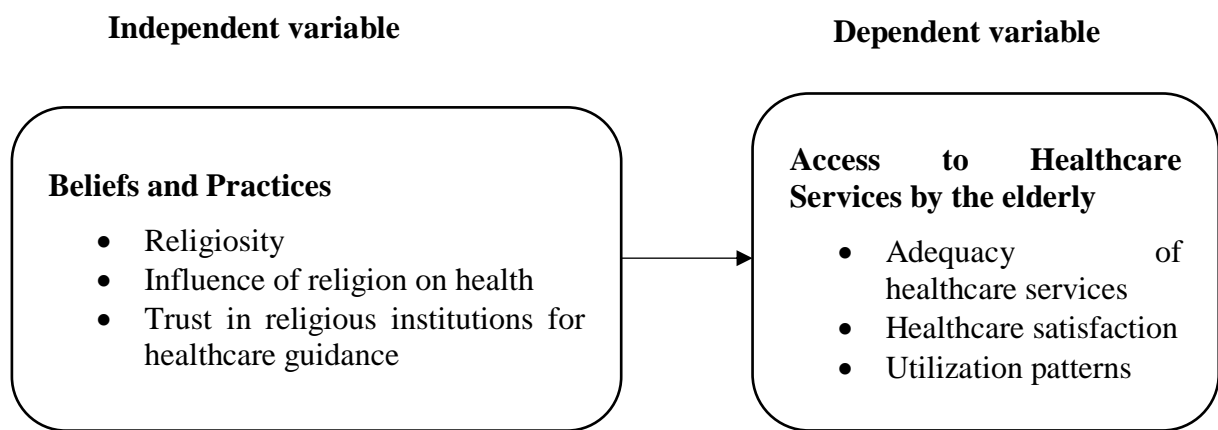 Independent variable
Dependent variable
Beliefs and Practices
• Religiosity
• Influence of religion on health
• Trust in religious institutions for
healthcare guidance
Access to Healthcare
Services by the elderly
• Adequacy of
healthcare services
• Healthcare satisfaction
• Utilization patterns